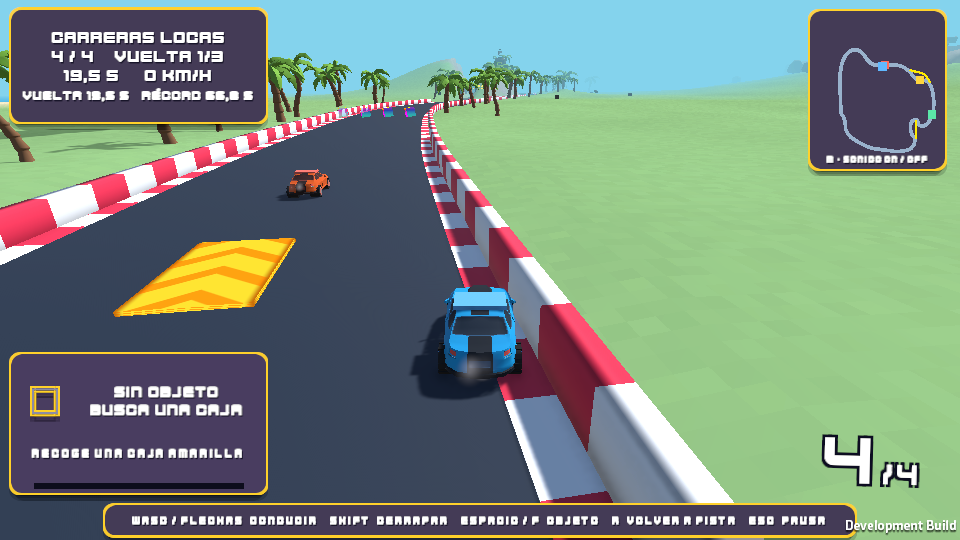 CARRERAS LOCAS
4 / 4 VUELTA 1/3
19,5 S 0 KM/H
VUELTA 19,5 S RÉCORD 56,8 S
M - SONIDO ON / OFF
SIN OBJETO
BUSCA UNA CAJA
RECOGE UNA CAJA AMARILLA
4/4
WASD / FLECHAS CONDUCIR SHIFT DERRAPAR ESPACIO / F OBJETO R VOLVER A PISTA ESC PAUSA
Development Build